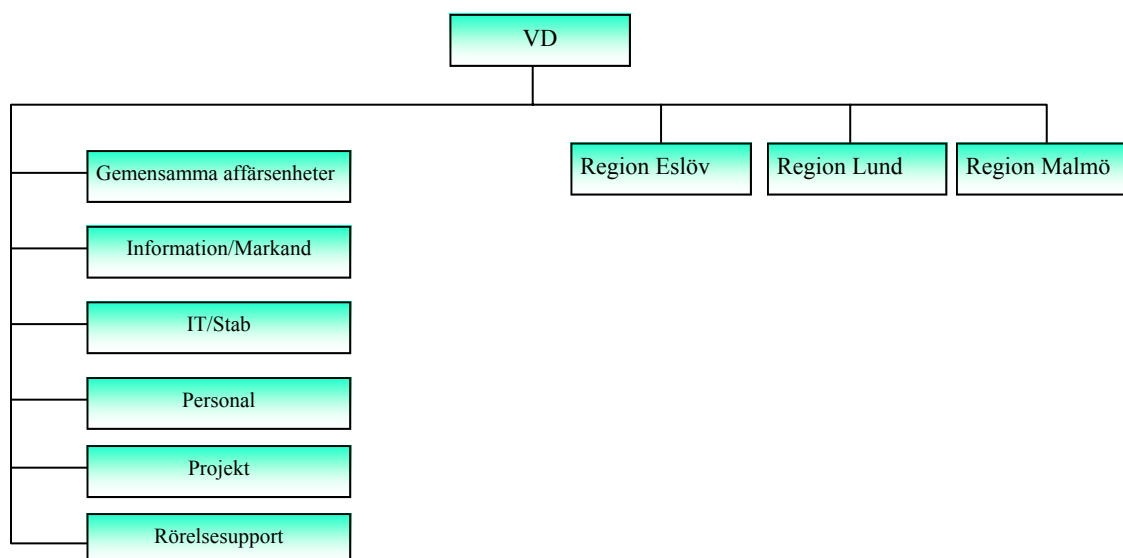 VD
Region Eslöv
Region Lund
Region Malmö
Gemensamma affärsenheter
Information/Markand
IT/Stab
Personal
Projekt
Rörelsesupport